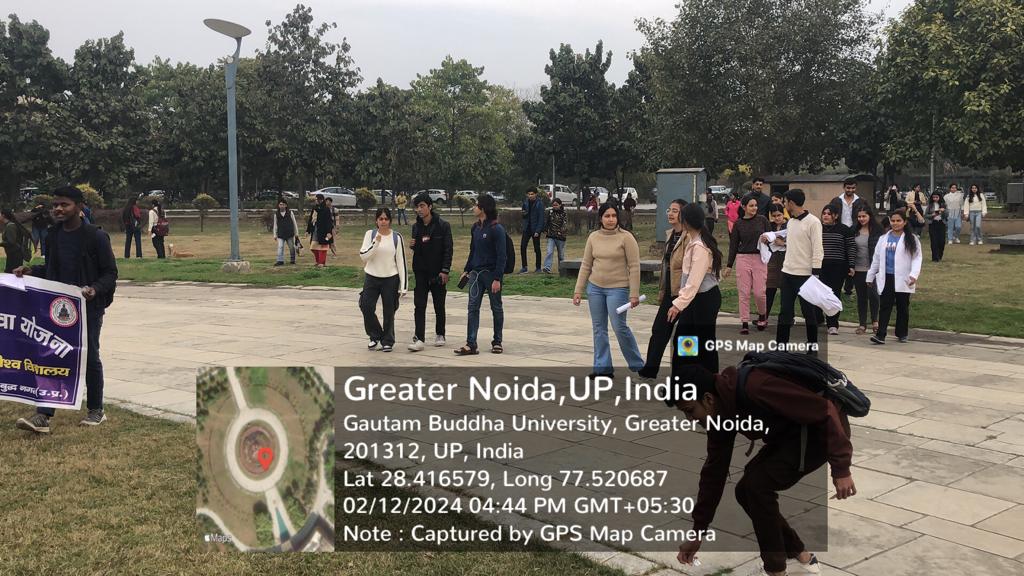 वा योजना
विद्यालय
बुद्ध नगर(उ.प्र.)
GPS Map Camera
Greater Noida,UP,India
Gautam Buddha University, Greater Noida,
201312, UP, India
Lat 28.416579, Long 77.520687
02/12/2024 04:44 PM GMT+05:30
Note : Captured by GPS Map Camera
Maps